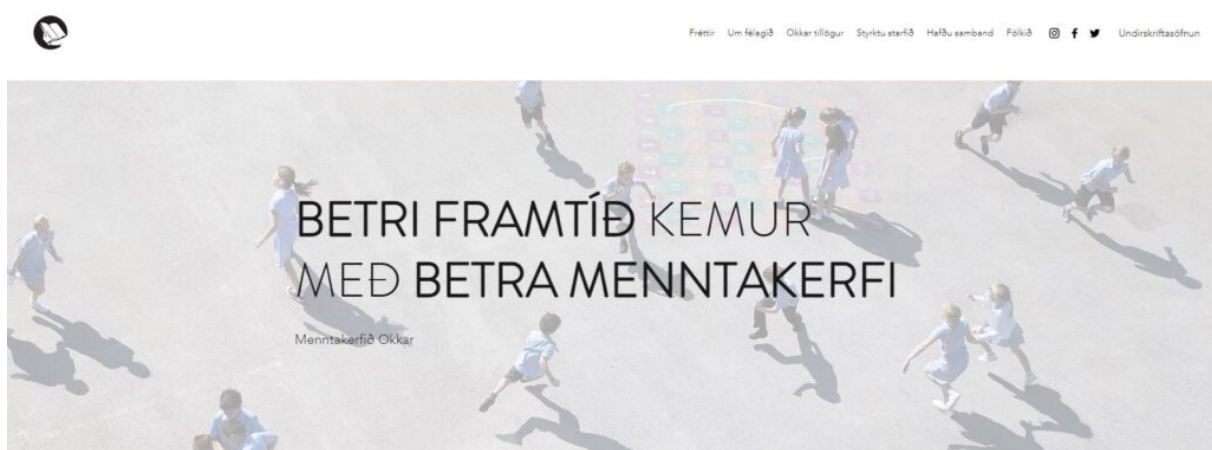 Fréttir Um félagið Okkar tillögur Styrktu starfið Hafðu samband Fólkið Undirskriftasöfnun
BETRI FRAMTÍÐ KEMUR
MEÐ BETRA MENNTAKERFI
Menntakerfið Okkar